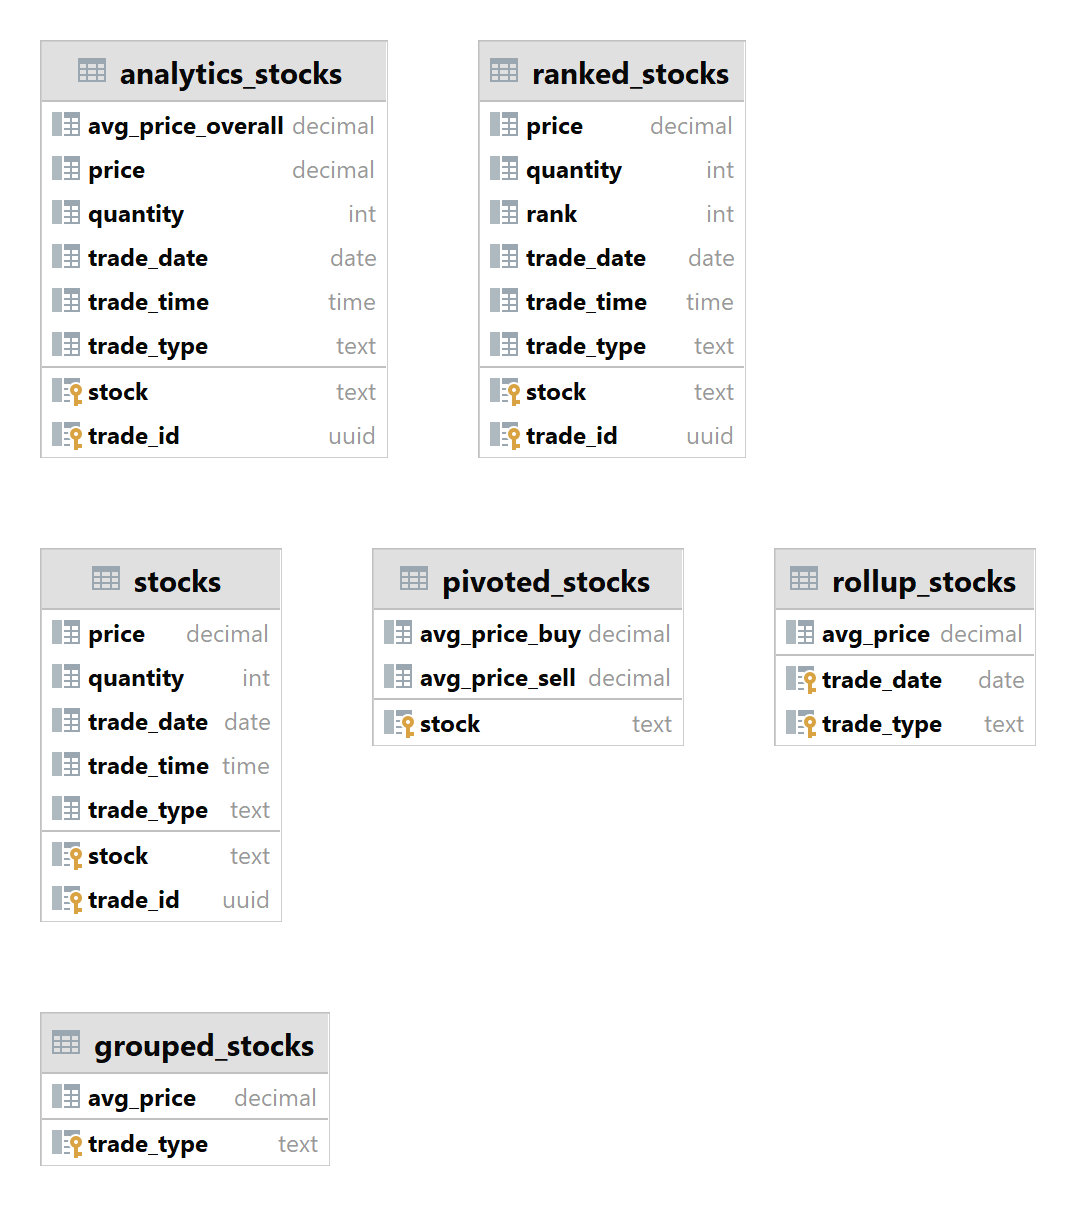 analytics_stocks
avg_price_overall decimal
price decimal
quantity int
trade_date date
trade_time time
trade_type text
stock text
trade_id uuid
ranked_stocks
price decimal
quantity int
rank int
trade_date date
trade_time time
trade_type text
stock text
trade_id uuid
stocks
price decimal
quantity int
trade_date date
trade_time time
trade_type text
stock text
trade_id uuid
pivoted_stocks
avg_price_buy decimal
avg_price_sell decimal
stock text
rollup_stocks
avg_price decimal
trade_date date
trade_type text
grouped_stocks
avg_price decimal
trade_type text